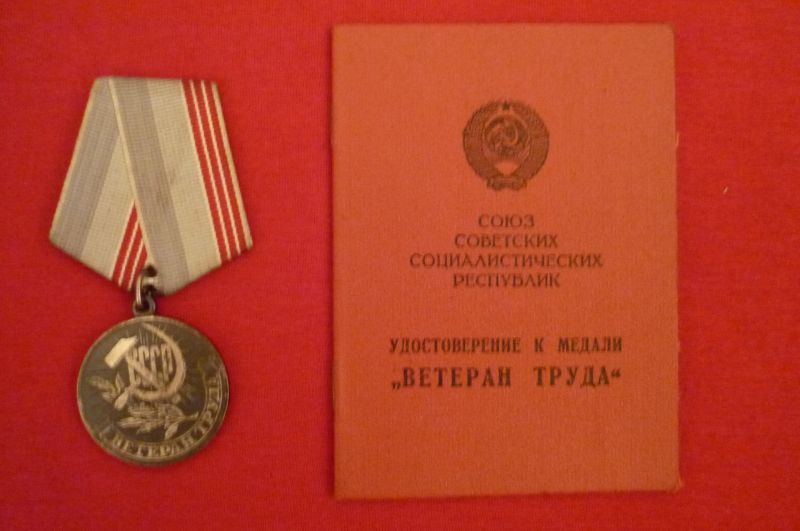 СССР
ВЕТЕРАН ТРУДА
СОЮЗ
СОВЕТСКИХ
СОЦИАЛИСТИЧЕСКИХ
РЕСПУБЛИК
УДОСТОВЕРЕНИЕ К МЕДАЛИ
„ВЕТЕРАН ТРУДА“